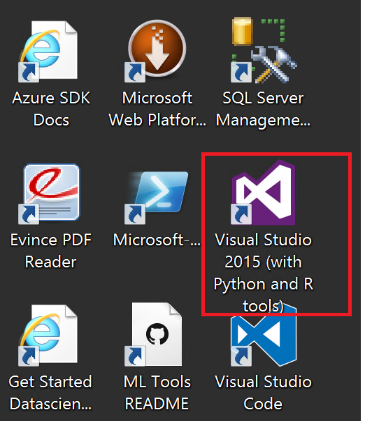 Azure SDK
Docs
Microsoft
Web Platfor...
SQL Server
Manageme...
Evince PDF
Reader
Microsoft-...
Visual Studio
2015 (with
Python and R
tools)
Get Started
Datascien...
ML Tools
README
Visual Studio
Code